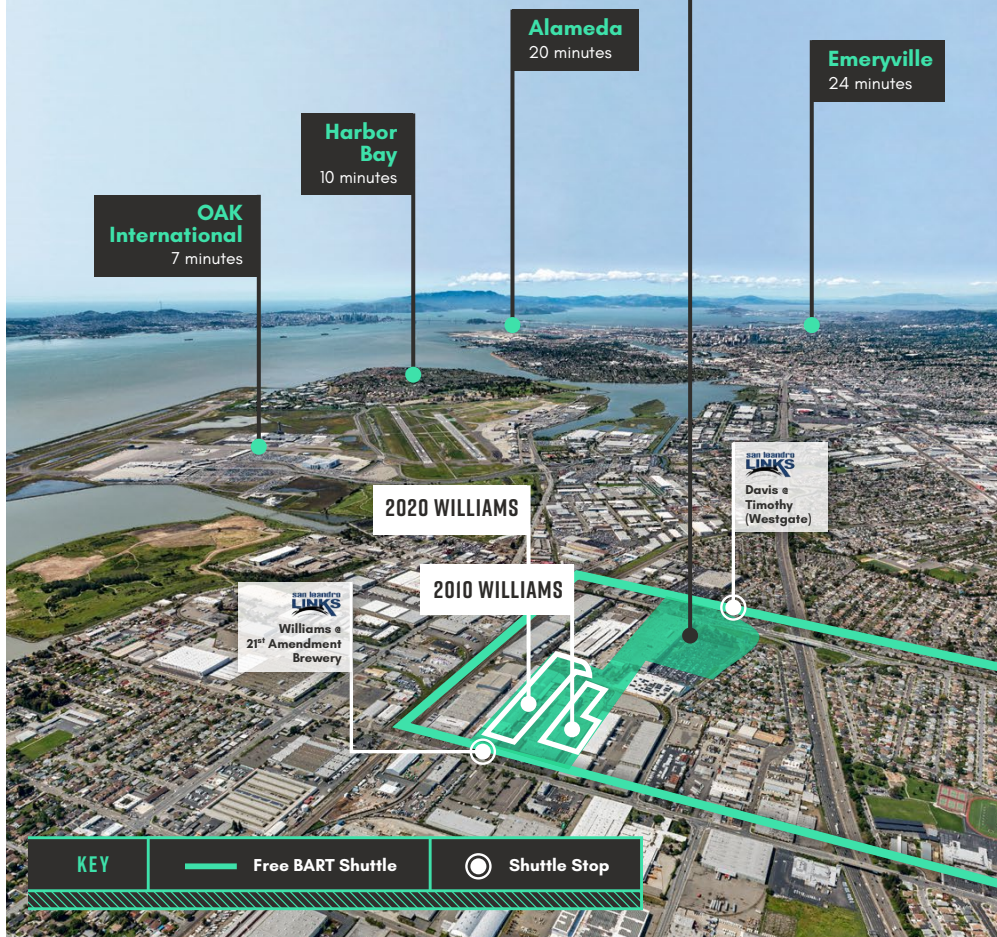 Alameda
20 minutes
Emeryville
24 minutes
Harbor
Bay
10 minutes
OAK
International
7 minutes
san leandro
LINKS
Davis @
Timothy
(Westgate)
2020 WILLIAMS
2010 WILLIAMS
san leandro
LINKS
Williams @
21st Amendment
Brewery
KEY
Free BART Shuttle
Shuttle Stop